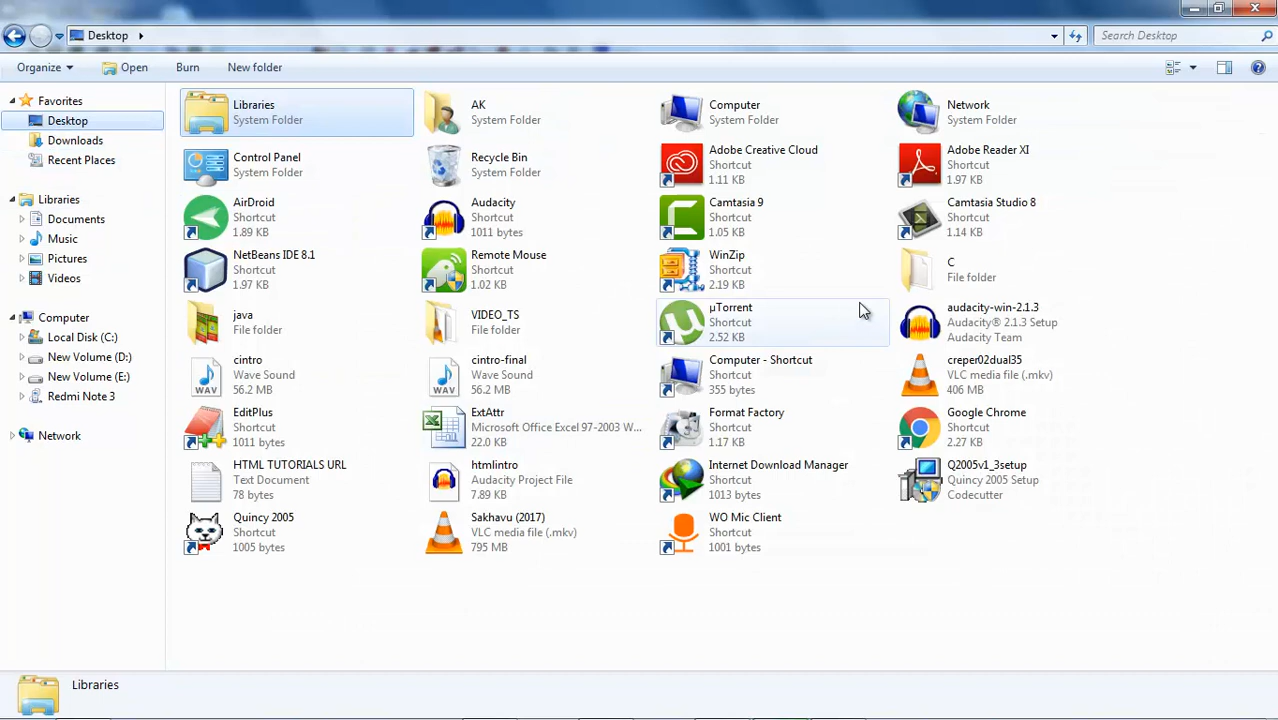 Desktop
Search Desktop
Organize
Open
Burn
New folder
Favorites
Desktop
Downloads
Recent Places
Libraries
Documents
Music
Pictures
Videos
Computer
Local Disk (C:)
New Volume (D:)
New Volume (E:)
Redmi Note 3
Network
Libraries
System Folder
AK
System Folder
Computer
System Folder
Network
System Folder
Control Panel
System Folder
Recycle Bin
System Folder
Adobe Creative Cloud
Shortcut
1.11 KB
Adobe Reader XI
Shortcut
1.97 KB
AirDroid
Shortcut
1.89 KB
Audacity
Shortcut
1011 bytes
Camtasia 9
Shortcut
1.05 KB
Camtasia Studio 8
Shortcut
1.14 KB
NetBeans IDE 8.1
Shortcut
1.97 KB
Remote Mouse
Shortcut
1.02 KB
WinZip
Shortcut
2.19 KB
C
File folder
java
File folder
VIDEO_TS
File folder
µTorrent
Shortcut
2.52 KB
audacity-win-2.1.3
Audacity® 2.1.3 Setup
Audacity Team
cintro
Wave Sound
56.2 MB
WAV
cintro-final
Wave Sound
56.2 MB
WAV
Computer - Shortcut
Shortcut
355 bytes
creper02dual35
VLC media file (.mkv)
406 MB
EditPlus
Shortcut
1011 bytes
ExtAttr
Microsoft Office Excel 97-2003 W...
22.0 KB
Format Factory
Shortcut
1.17 KB
Google Chrome
Shortcut
2.27 KB
HTML TUTORIALS URL
Text Document
78 bytes
htmlintro
Audacity Project File
7.89 KB
Internet Download Manager
Shortcut
1013 bytes
Q2005v1_3setup
Quincy 2005 Setup
Codecutter
Quincy 2005
Shortcut
1005 bytes
Sakhavu (2017)
VLC media file (.mkv)
795 MB
WO Mic Client
Shortcut
1001 bytes
Libraries